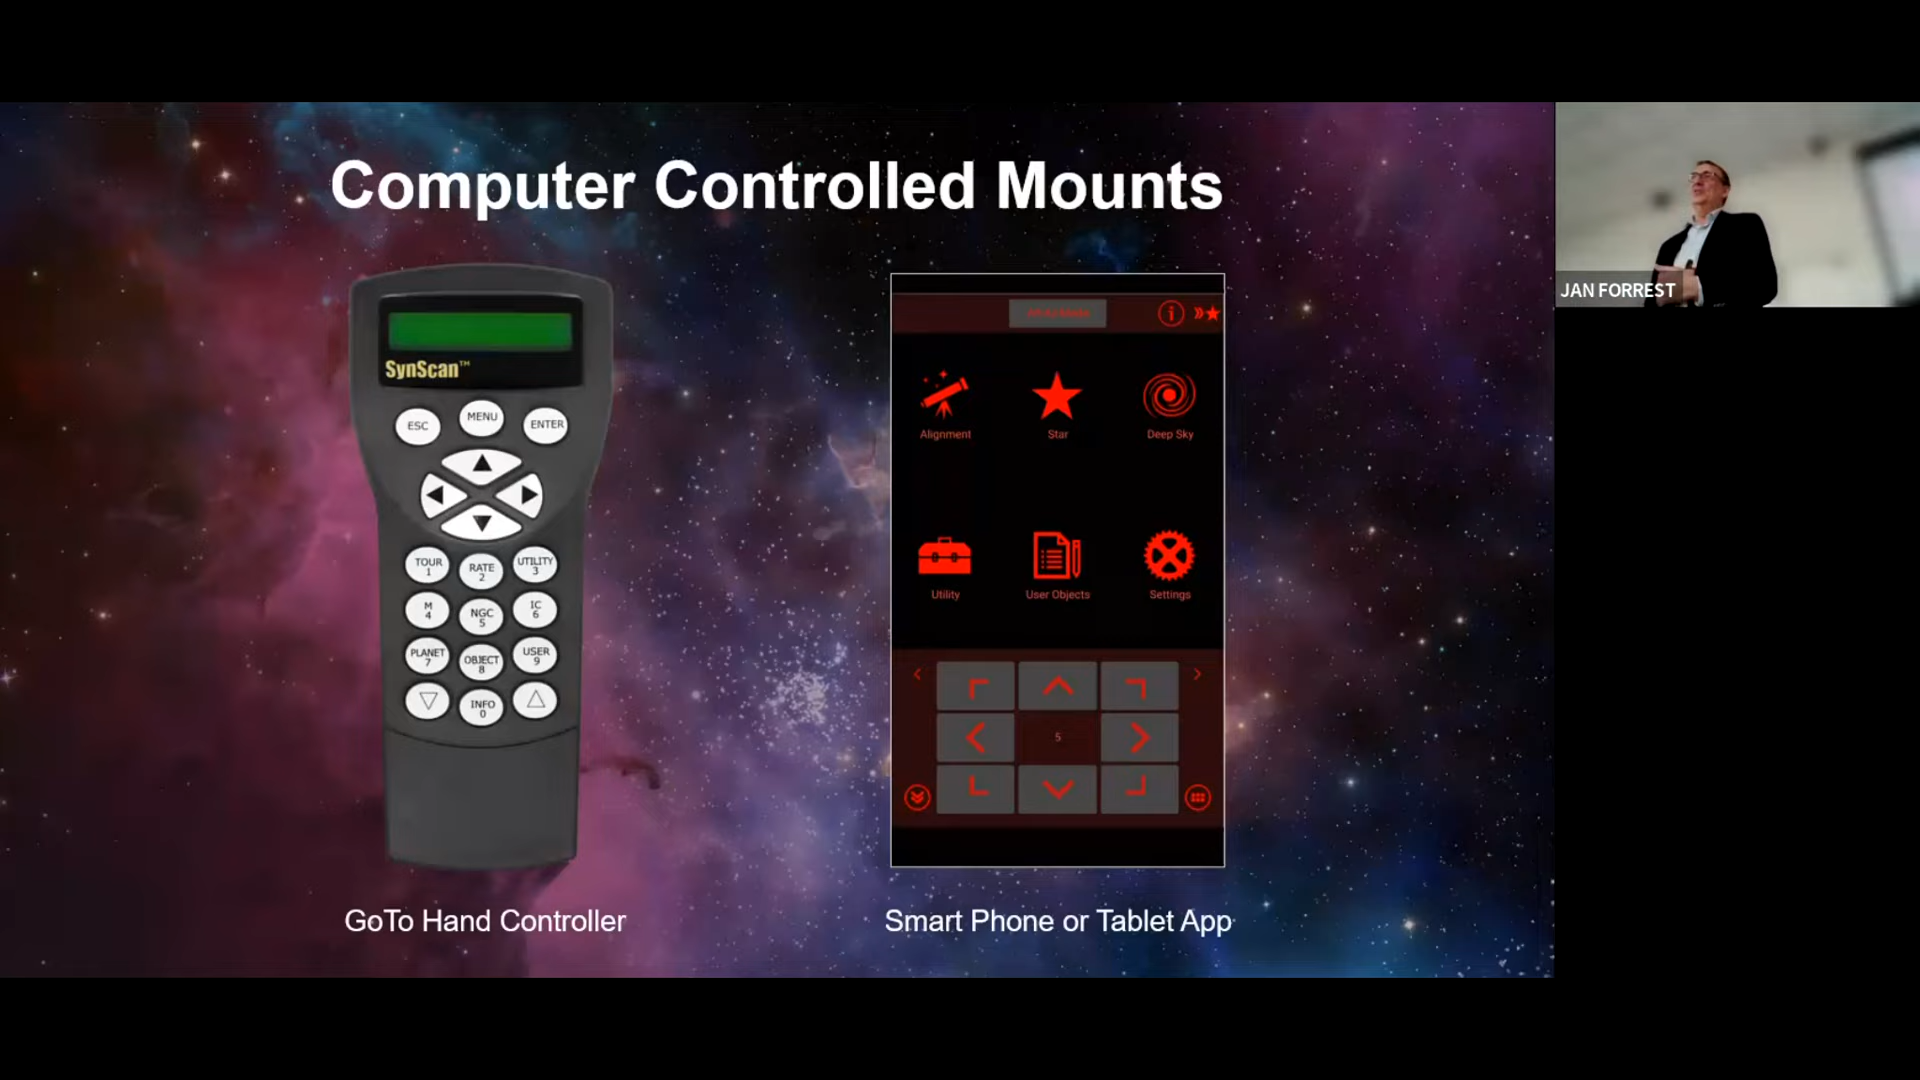 Computer Controlled Mounts
SynScan™
ESC
MENU
ENTER
TOUR
1
RATE
2
UTILITY
3
M
4
NGC
5
IC
6
PLANET
7
OBJECT
8
USER
9
INFO
0
GoTo Hand Controller
Alignment
Star
Deep Sky
Utility
User Objects
Settings
5
Smart Phone or Tablet App
JAN FORREST